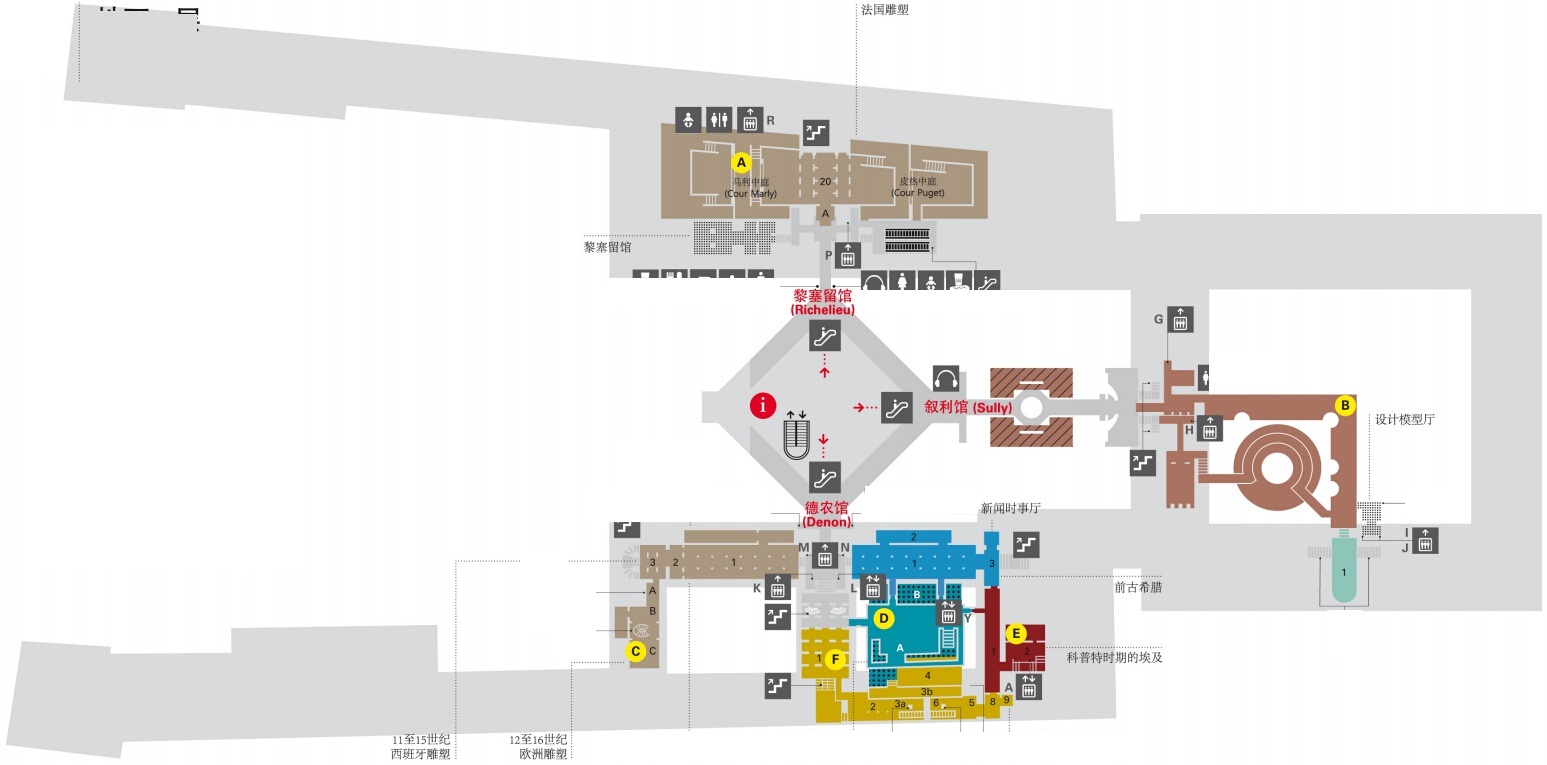 法国雕塑
R
A
马利中庭
(Cour Marly)
20
皮热中庭
(Cour Puget)
A
黎塞留馆
P
黎塞留馆
(Richelieu)
i
叙利馆 (Sully)
G
H
B
设计模型厅
I
J
1
德农馆
(Denon)
新闻时事厅
M
N
3
2
1
2
1
3
K
L
A
B
C
C
B
D
A
Y
E
1
2
前古希腊
科普特时期的埃及
1
F
4
3b
2
3a
6
5
8
9
A
11至15世纪
西班牙雕塑
12至16世纪
欧洲雕塑